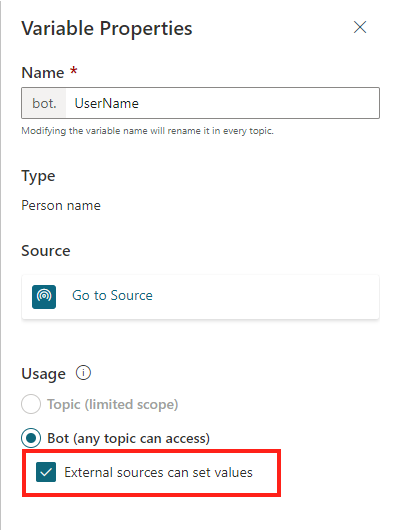 Variable Properties
Name *
bot. UserName
Modifying the variable name will rename it in every topic.
Type
Person name
Source
Go to Source
Usage
Topic (limited scope)
Bot (any topic can access)
External sources can set values